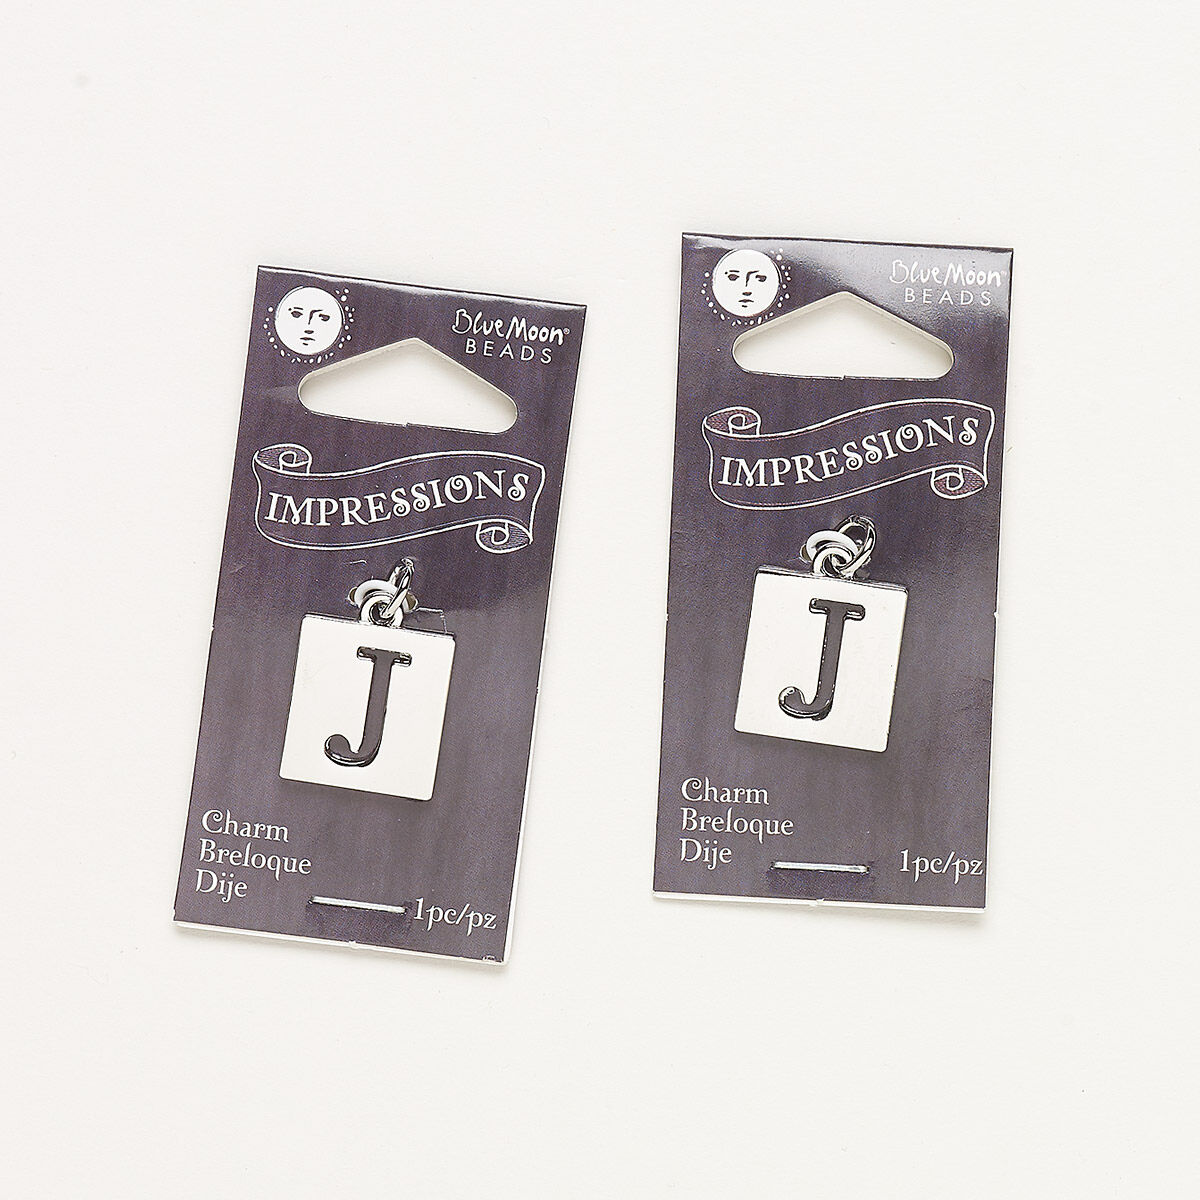 Blue Moon®
BEADS
IMPRESSIONS
J
Charm
Breloque
Dije
1pc/pz
Blue Moon®
BEADS
IMPRESSIONS
J
Charm
Breloque
Dije
1pc/pz